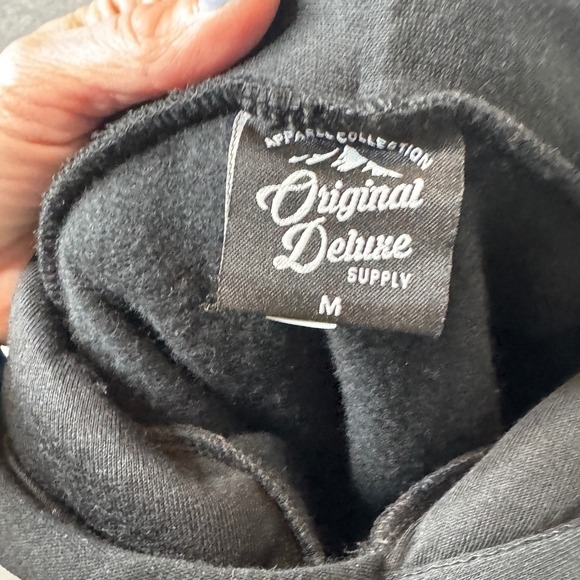 APPAREL COLLECTION
Original
Deluxe
SUPPLY
M